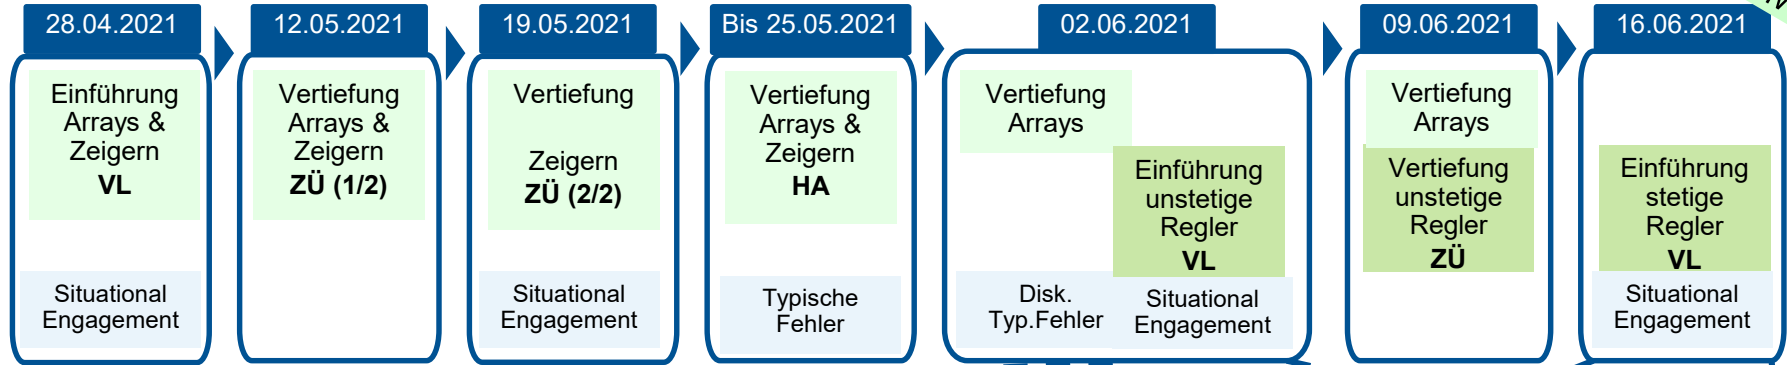 28.04.2021
Einführung
Arrays &
Zeigern
VL
Situational
Engagement
12.05.2021
Vertiefung
Arrays &
Zeigern
ZÜ (1/2)
19.05.2021
Vertiefung
Zeigern
ZÜ (2/2)
Situational
Engagement
Bis 25.05.2021
Vertiefung
Arrays &
Zeigern
HA
Typische
Fehler
02.06.2021
Vertiefung
Arrays
Einführung
unstetige
Regler
VL
Disk.
Typ.Fehler
Situational
Engagement
09.06.2021
Vertiefung
Arrays
Vertiefung
unstetige
Regler
ZÜ
16.06.2021
Einführung
stetige
Regler
VL
Situational
Engagement